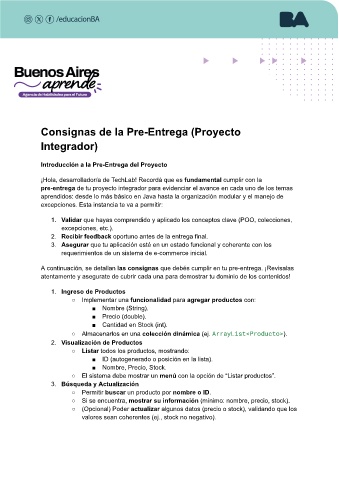 /educacionBA
BA
Buenos Aires
aprende
Agencia de Habilidades para el Futuro
Consignas de la Pre-Entrega (Proyecto
Integrador)
Introducción a la Pre-Entrega del Proyecto
¡Hola, desarrollador/a de TechLab! Recordá que es fundamental cumplir con la
pre-entrega de tu proyecto integrador para evidenciar el avance en cada uno de los temas
aprendidos: desde lo más básico en Java hasta la organización modular y el manejo de
excepciones. Esta instancia te va a permitir:
1. Validar que hayas comprendido y aplicado los conceptos clave (POO, colecciones,
excepciones, etc.).
2. Recibir feedback oportuno antes de la entrega final.
3. Asegurar que tu aplicación esté en un estado funcional y coherente con los
requerimientos de un sistema de e-commerce inicial.
A continuación, se detallan las consignas que debés cumplir en tu pre-entrega. ¡Revisalas
atentamente y asegurate de cubrir cada una para demostrar tu dominio de los contenidos!
1. Ingreso de Productos
○ Implementar una funcionalidad para agregar productos con:
■ Nombre (String).
■ Precio (double).
■ Cantidad en Stock (int).
○ Almacenarlos en una colección dinámica (ej. ArrayList<Producto>).
2. Visualización de Productos
○ Listar todos los productos, mostrando:
■ ID (autogenerado o posición en la lista).
■ Nombre, Precio, Stock.
○ El sistema debe mostrar un menú con la opción de “Listar productos”.
3. Búsqueda y Actualización
○ Permitir buscar un producto por nombre o ID.
○ Si se encuentra, mostrar su información (mínimo: nombre, precio, stock).
○ (Opcional) Poder actualizar algunos datos (precio o stock), validando que los
valores sean coherentes (ej., stock no negativo).